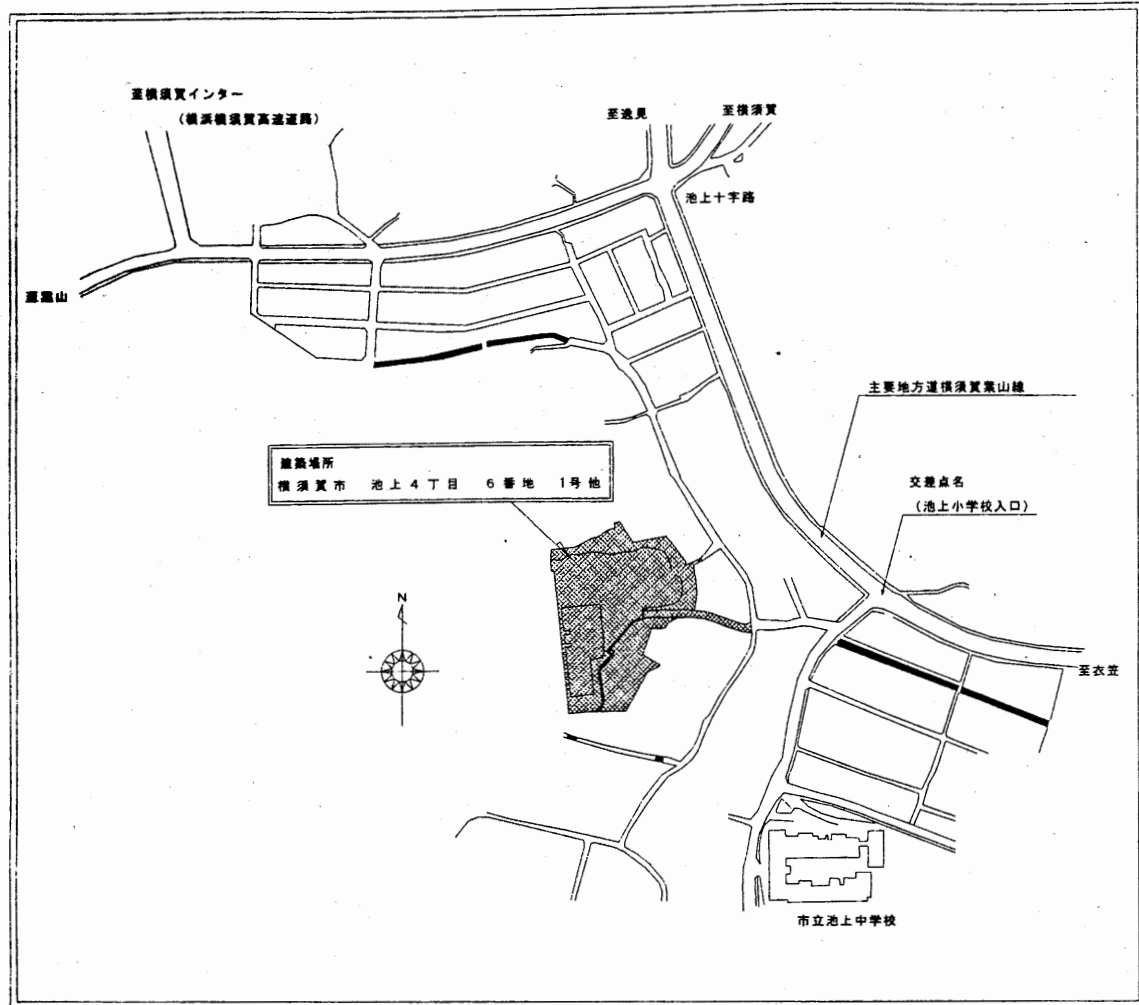 至横須賀インター
(横浜横須賀高速道路)
至逸見
至横須賀
池上十字路
至葉山
主要地方道横須賀葉山線
建築場所
横須賀市 池上4丁目 6番地 1号他
交差点名
(池上小学校入口)
N
至衣笠
市立池上中学校